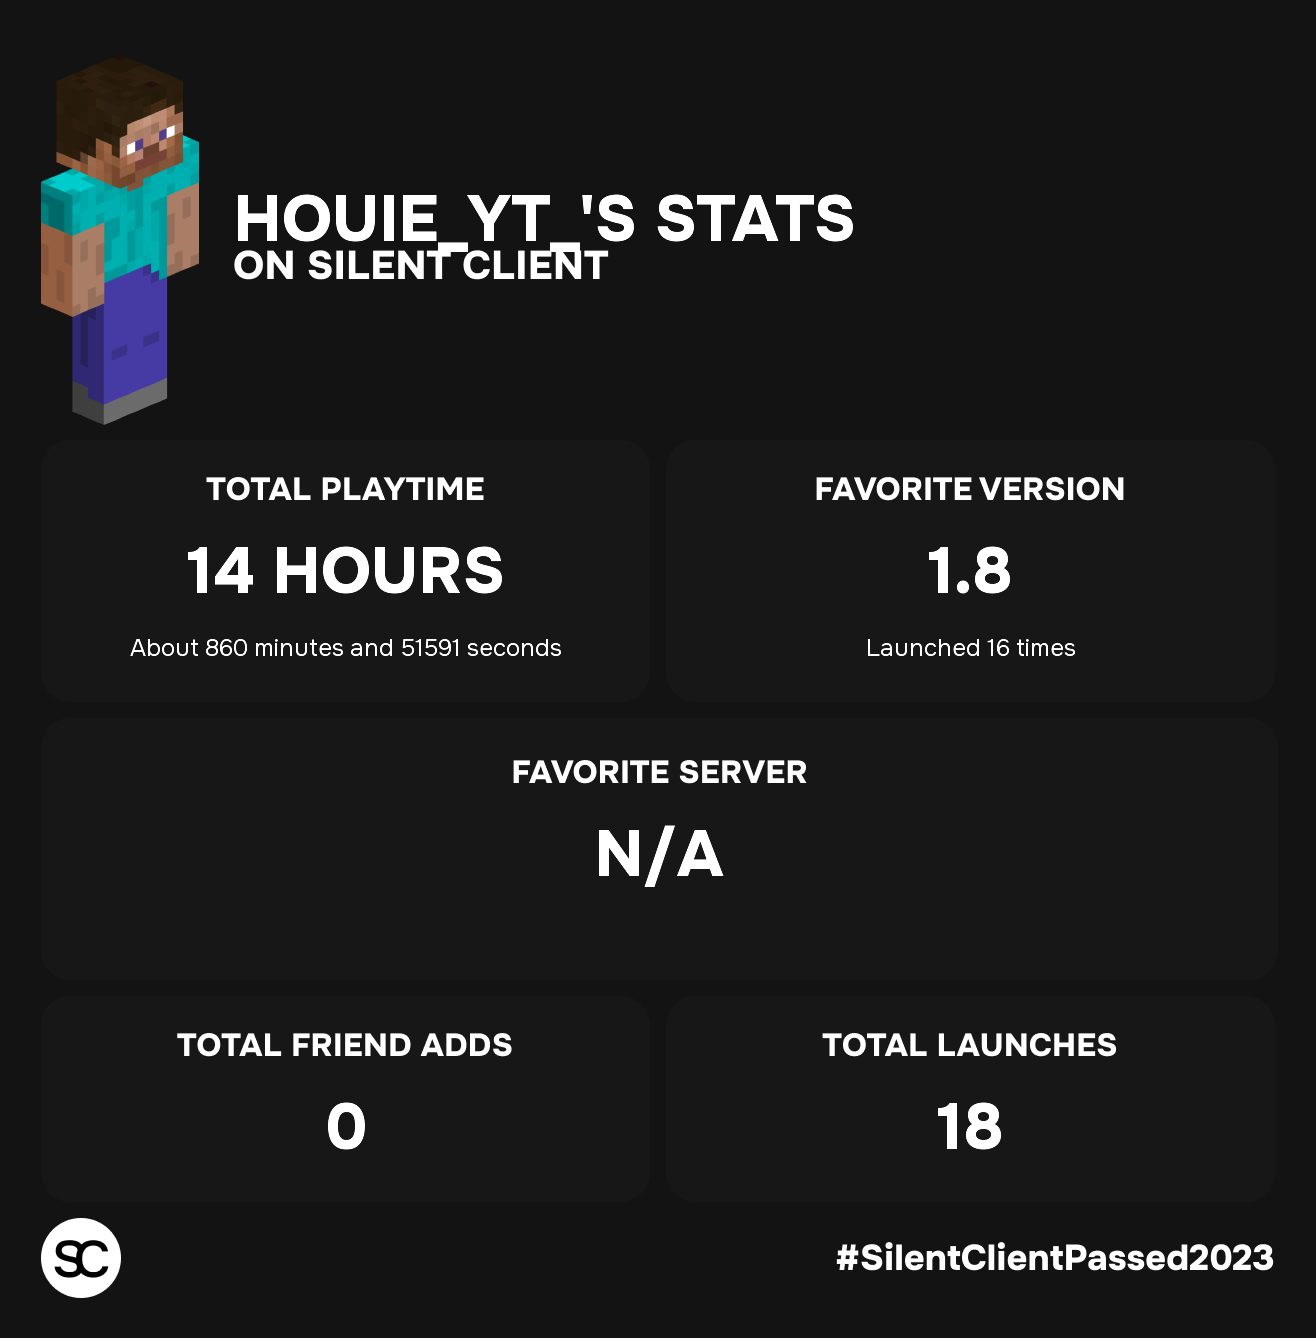 HOUIE_YT_'S STATS
ON SILENT CLIENT
TOTAL PLAYTIME
14 HOURS
About 860 minutes and 51591 seconds
FAVORITE VERSION
1.8
Launched 16 times
FAVORITE SERVER
N/A
TOTAL FRIEND ADDS
0
TOTAL LAUNCHES
18
SC
#SilentClientPassed2023